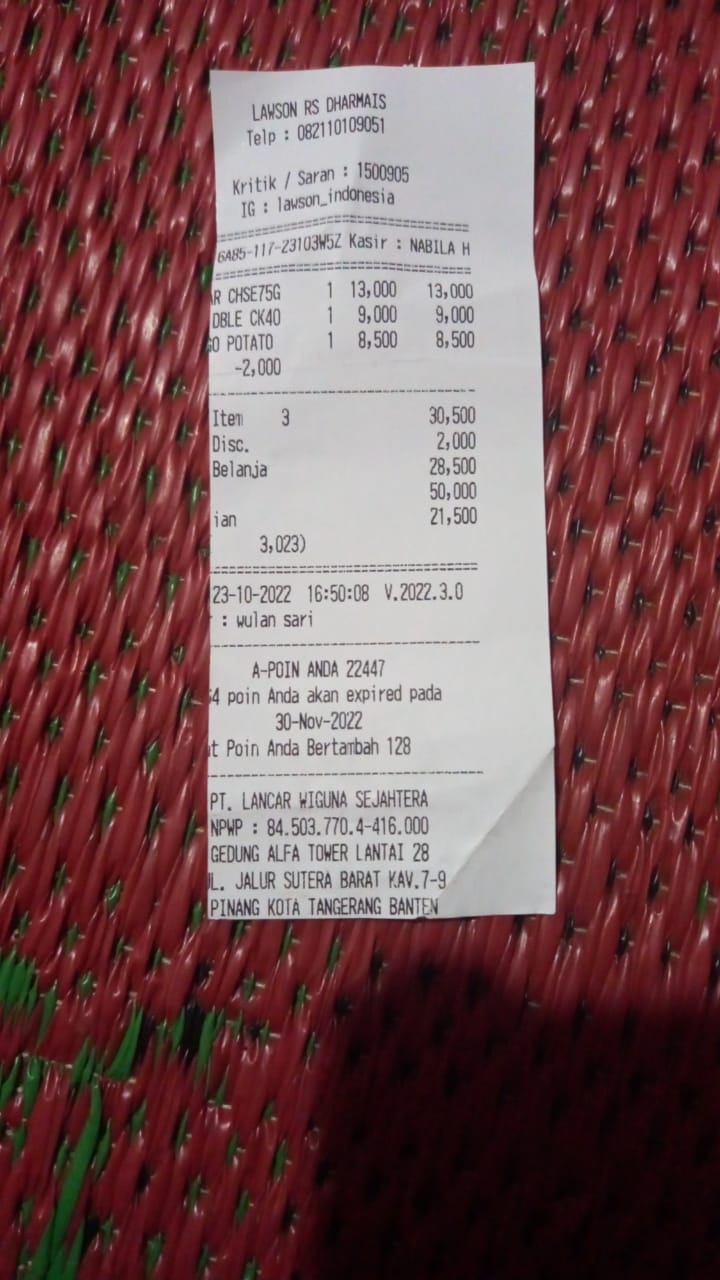 LAWSON RS DHARMAIS
Telp : 082110109051
Kritik / Saran : 1500905
IG : lawson_indonesia
6A85-117-23103W5Z Kasir : NABILA H
R CHSE75G 1 13,000 13,000
DBLE CK40 1 9,000 9,000
O POTATO 1 8,500 8,500
-2,000
Item 3 30,500
Disc. 2,000
Belanja 28,500
50,000
ian 21,500
3,023)
23-10-2022 16:50:08 V.2022.3.0
: wulan sari
A-POIN ANDA 22447
4 poin Anda akan expired pada
30-Nov-2022
t Poin Anda Bertambah 128
PT. LANCAR WIGUNA SEJAHTERA
NPWP : 84.503.770.4-416.000
GEDUNG ALFA TOWER LANTAI 28
JL. JALUR SUTERA BARAT KAV.7-9
PINANG KOTA TANGERANG BANTEN